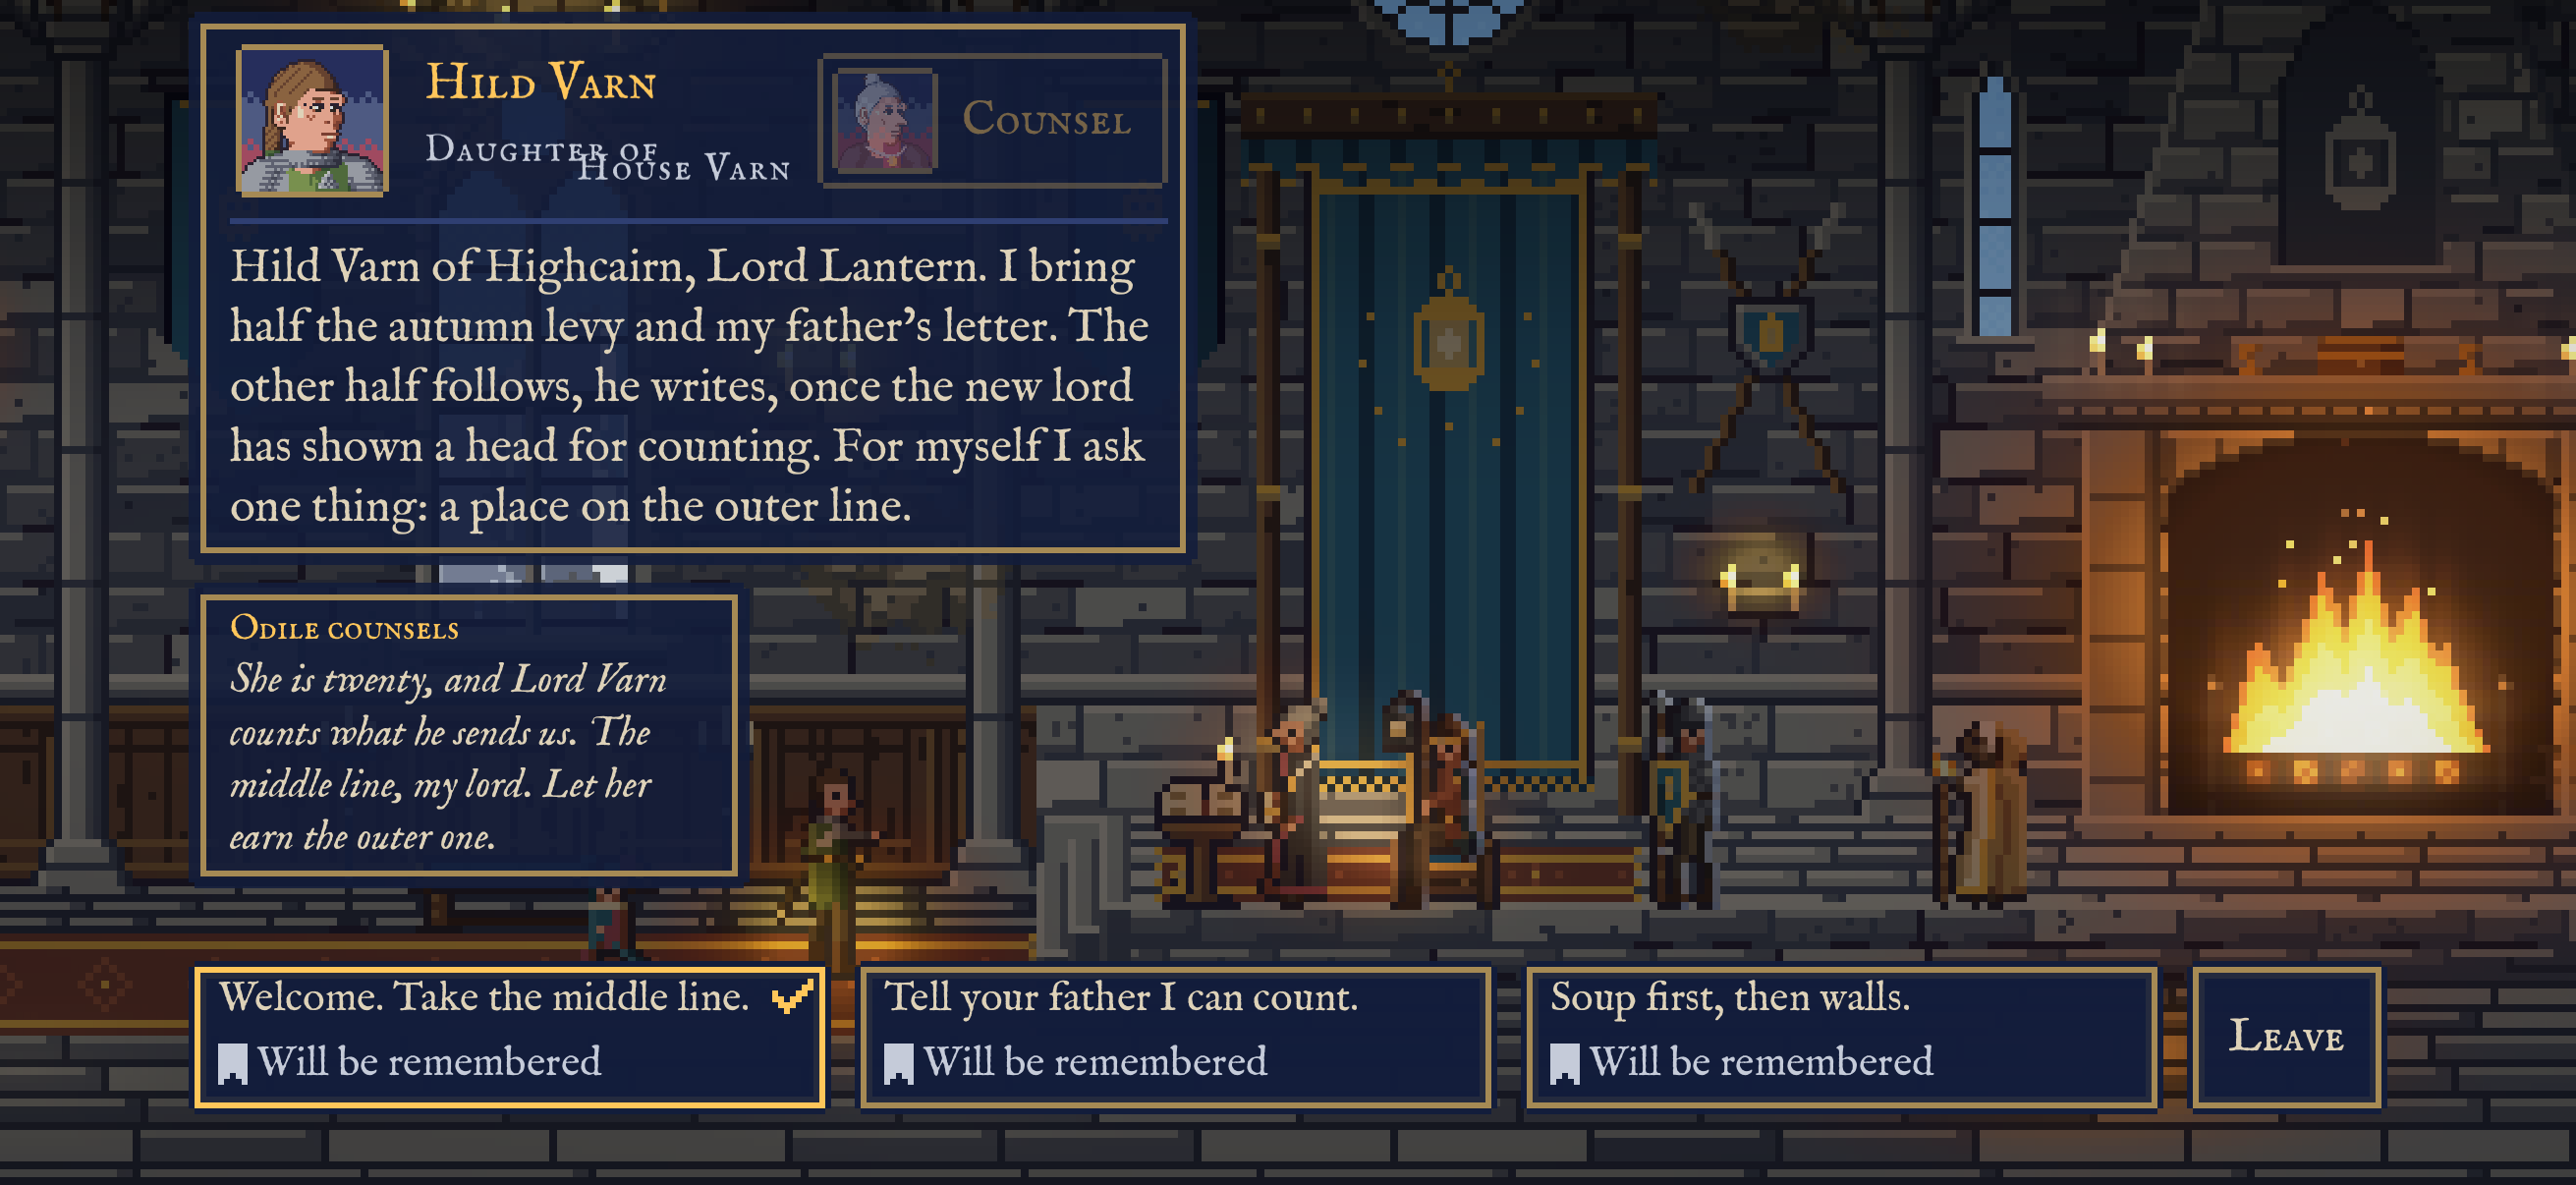 Hild Varn
Daughter of
House Varn
Counsel
Hild Varn of Highcairn, Lord Lantern. I bring
half the autumn levy and my father’s letter. The
other half follows, he writes, once the new lord
has shown a head for counting. For myself I ask
one thing: a place on the outer line.
Odile counsels
She is twenty, and Lord Varn
counts what he sends us. The
middle line, my lord. Let her
earn the outer one.
Welcome. Take the middle line.
Will be remembered
Tell your father I can count.
Will be remembered
Soup first, then walls.
Will be remembered
Leave